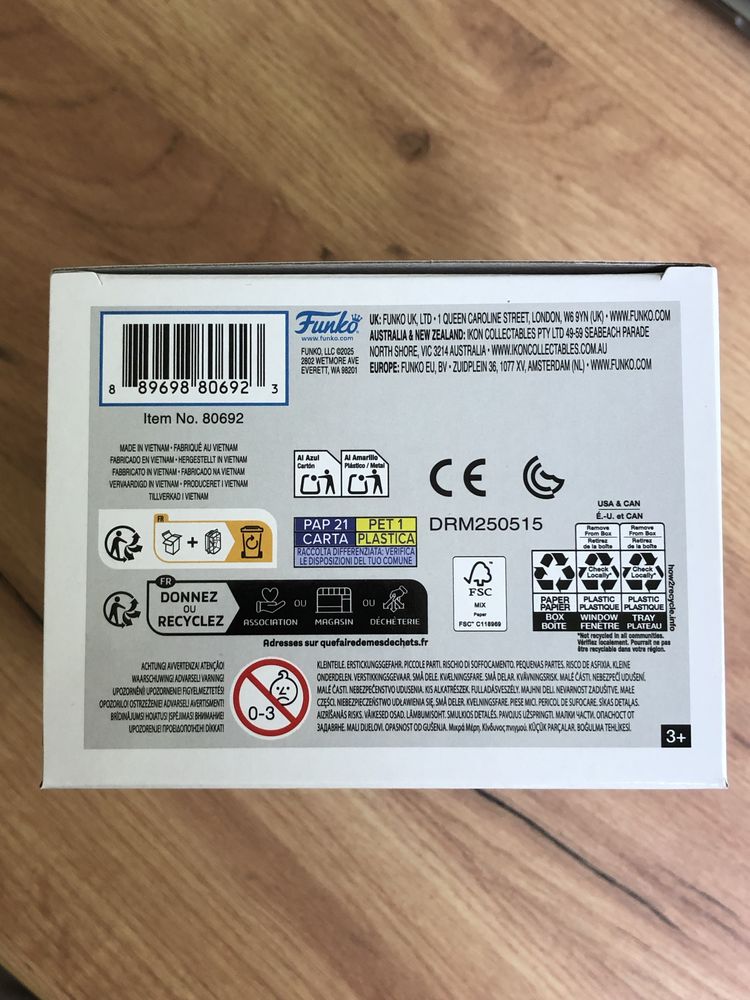 8 89698 80692 3
Item No. 80692
Funko
www.funko.com
FUNKO, LLC ©2025
2802 WETMORE AVE
EVERETT, WA 98201
UK: FUNKO UK, LTD • 1 QUEEN CAROLINE STREET, LONDON, W6 9YN (UK) • WWW.FUNKO.COM
AUSTRALIA & NEW ZEALAND: IKON COLLECTABLES PTY LTD 49-59 SEABEACH PARADE
NORTH SHORE, VIC 3214 AUSTRALIA • WWW.IKONCOLLECTABLES.COM.AU
EUROPE: FUNKO EU, BV • ZUIDPLEIN 36, 1077 XV, AMSTERDAM (NL) • WWW.FUNKO.COM
MADE IN VIETNAM • FABRIQUÉ AU VIETNAM
FABRICADO EN VIETNAM • HERGESTELLT IN VIETNAM
FABBRICATO IN VIETNAM • FABRICADO NA VIETNAM
VERVAARDIGD IN VIETNAM • PRODUCERET I VIETNAM
TILLVERKAD I VIETNAM
Al Azul
Cartón
Al Amarillo
Plástico / Metal
CE
FR
+
PAP 21
CARTA
PET 1
PLASTICA
RACCOLTA DIFFERENZIATA: VERIFICA
LE DISPOSIZIONI DEL TUO COMUNE
DRM250515
FSC
MIX
Paper
FSC® C118969
USA & CAN
É.-U. et CAN
Remove
From Box
Retirez
de la boîte
Remove
From Box
Retirez
de la boîte
Check
Locally*
Check
Locally*
PAPER
PAPIER
BOX
BOÎTE
PLASTIC
PLASTIQUE
WINDOW
FENÊTRE
PLASTIC
PLASTIQUE
TRAY
PLATEAU
*Not recycled in all communities.
Vérifiez localement. Pourrait ne pas
être recyclable dans votre région.
how2recycle.info
FR
DONNEZ
OU
RECYCLEZ
ASSOCIATION
OU
MAGASIN
OU
DÉCHÈTERIE
Adresses sur quefairedemesdechets.fr
ACHTUNG! AVVERTENZA! ATENÇÃO!
WAARSCHUWING! ADVARSEL! VARNING!
UPOZORNĚNÍ! UPOZORNENIE! FIGYELMEZTETÉS!
OPOZORILO! OSTRZEŻENIE! ADVARSEL! AVERTISMENT!
BRĪDINĀJUMS! HOIATUS! ĮSPĖJIMAS! ВНИМАНИЕ!
UPOZORENJE! ΠΡΟΕΙΔΟΠΟΙΗΣΗ! DİKKAT!
0-3
KLEINTEILE. ERSTICKUNGSGEFAHR. PICCOLE PARTI. RISCHIO DI SOFFOCAMENTO. PEQUENAS PARTES. RISCO DE ASFIXIA. KLEINE
ONDERDELEN. VERSTIKKINGSGEVAAR. SMÅ DELE. KVÆLNINGSFARE. SMÅ DELAR. KVÄVNINGSRISK. MALÉ ČÁSTI. NEBEZPEČÍ UDUŠENÍ.
MALÉ ČASTI. NEBEZPEČENSTVO UDUSENIA. KIS ALKATRÉSZEK. FULLADÁSVESZÉLY. MAJHNI DELI. NEVARNOST ZADUŠITVE. MAŁE
CZĘŚCI. NIEBEZPIECZEŃSTWO UDŁAWIENIA SIĘ. SMÅ DELER. KVELNINGSFARE. PIESE MICI. PERICOL DE SUFOCARE. SĪKAS DETAĻAS.
AIZRĪŠANĀS RISKS. VÄIKESED OSAD. LÄMBUMISOHT. SMULKIOS DETALĖS. PAVOJUS UŽSPRINGTI. МАЛКИ ЧАСТИ. ОПАСНОСТ ОТ
ЗАДАВЯНЕ. MALI DIJELOVI. OPASNOST OD GUŠENJA. Μικρά Μέρη. Κίνδυνος πνιγμού. KÜÇÜK PARÇALAR. BOĞULMA TEHLİKESİ.
3+